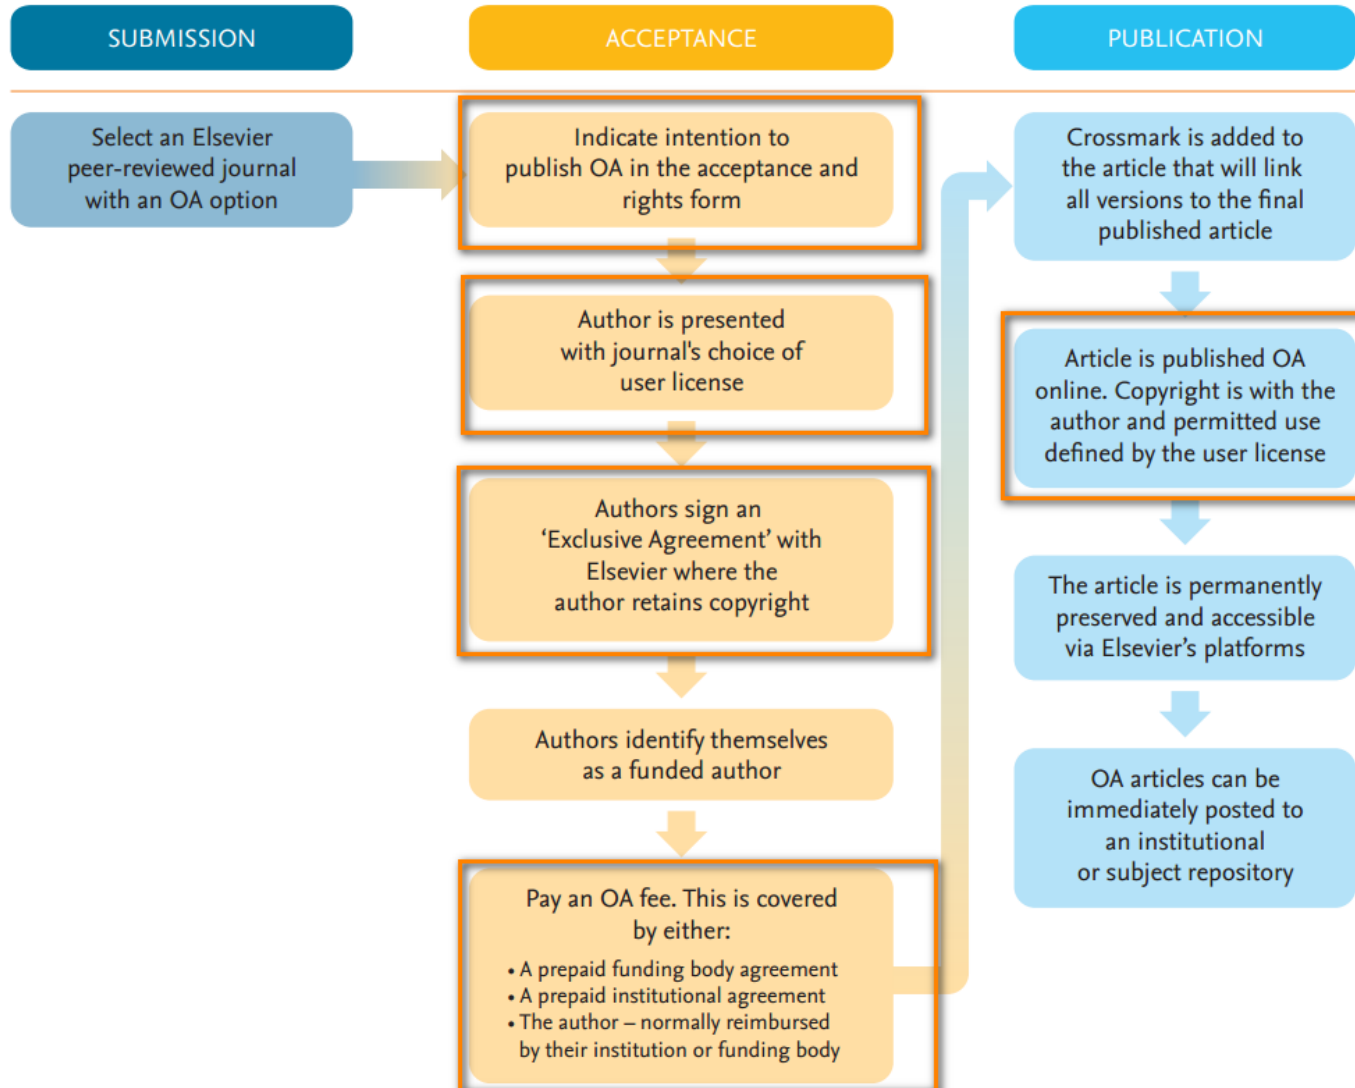 SUBMISSION
ACCEPTANCE
PUBLICATION
Select an Elsevier
peer-reviewed journal
with an OA option
Indicate intention to
publish OA in the acceptance and
rights form
Author is presented
with journal's choice of
user license
Authors sign an
‘Exclusive Agreement’ with
Elsevier where the
author retains copyright
Authors identify themselves
as a funded author
Pay an OA fee. This is covered
by either:
• A prepaid funding body agreement
• A prepaid institutional agreement
• The author – normally reimbursed
by their institution or funding body
Crossmark is added to
the article that will link
all versions to the final
published article
Article is published OA
online. Copyright is with the
author and permitted use
defined by the user license
The article is permanently
preserved and accessible
via Elsevier’s platforms
OA articles can be
immediately posted to
an institutional
or subject repository